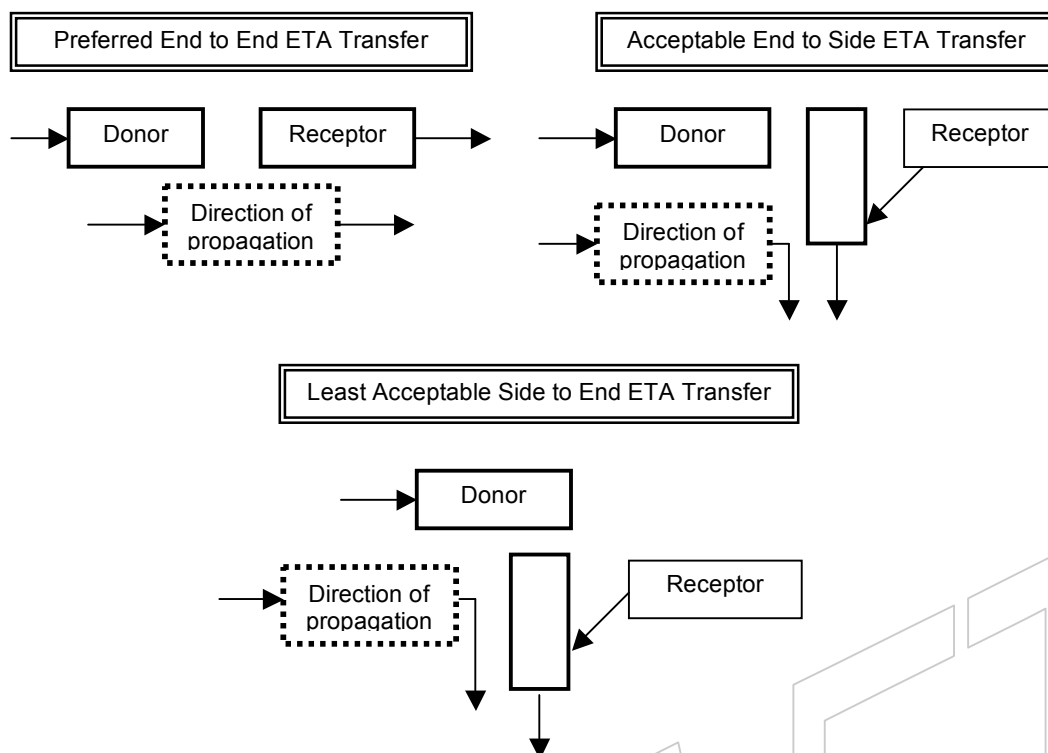 Preferred End to End ETA Transfer
Donor
Receptor
Direction of
propagation
Acceptable End to Side ETA Transfer
Donor
Receptor
Direction of
propagation
Least Acceptable Side to End ETA Transfer
Donor
Receptor
Direction of
propagation